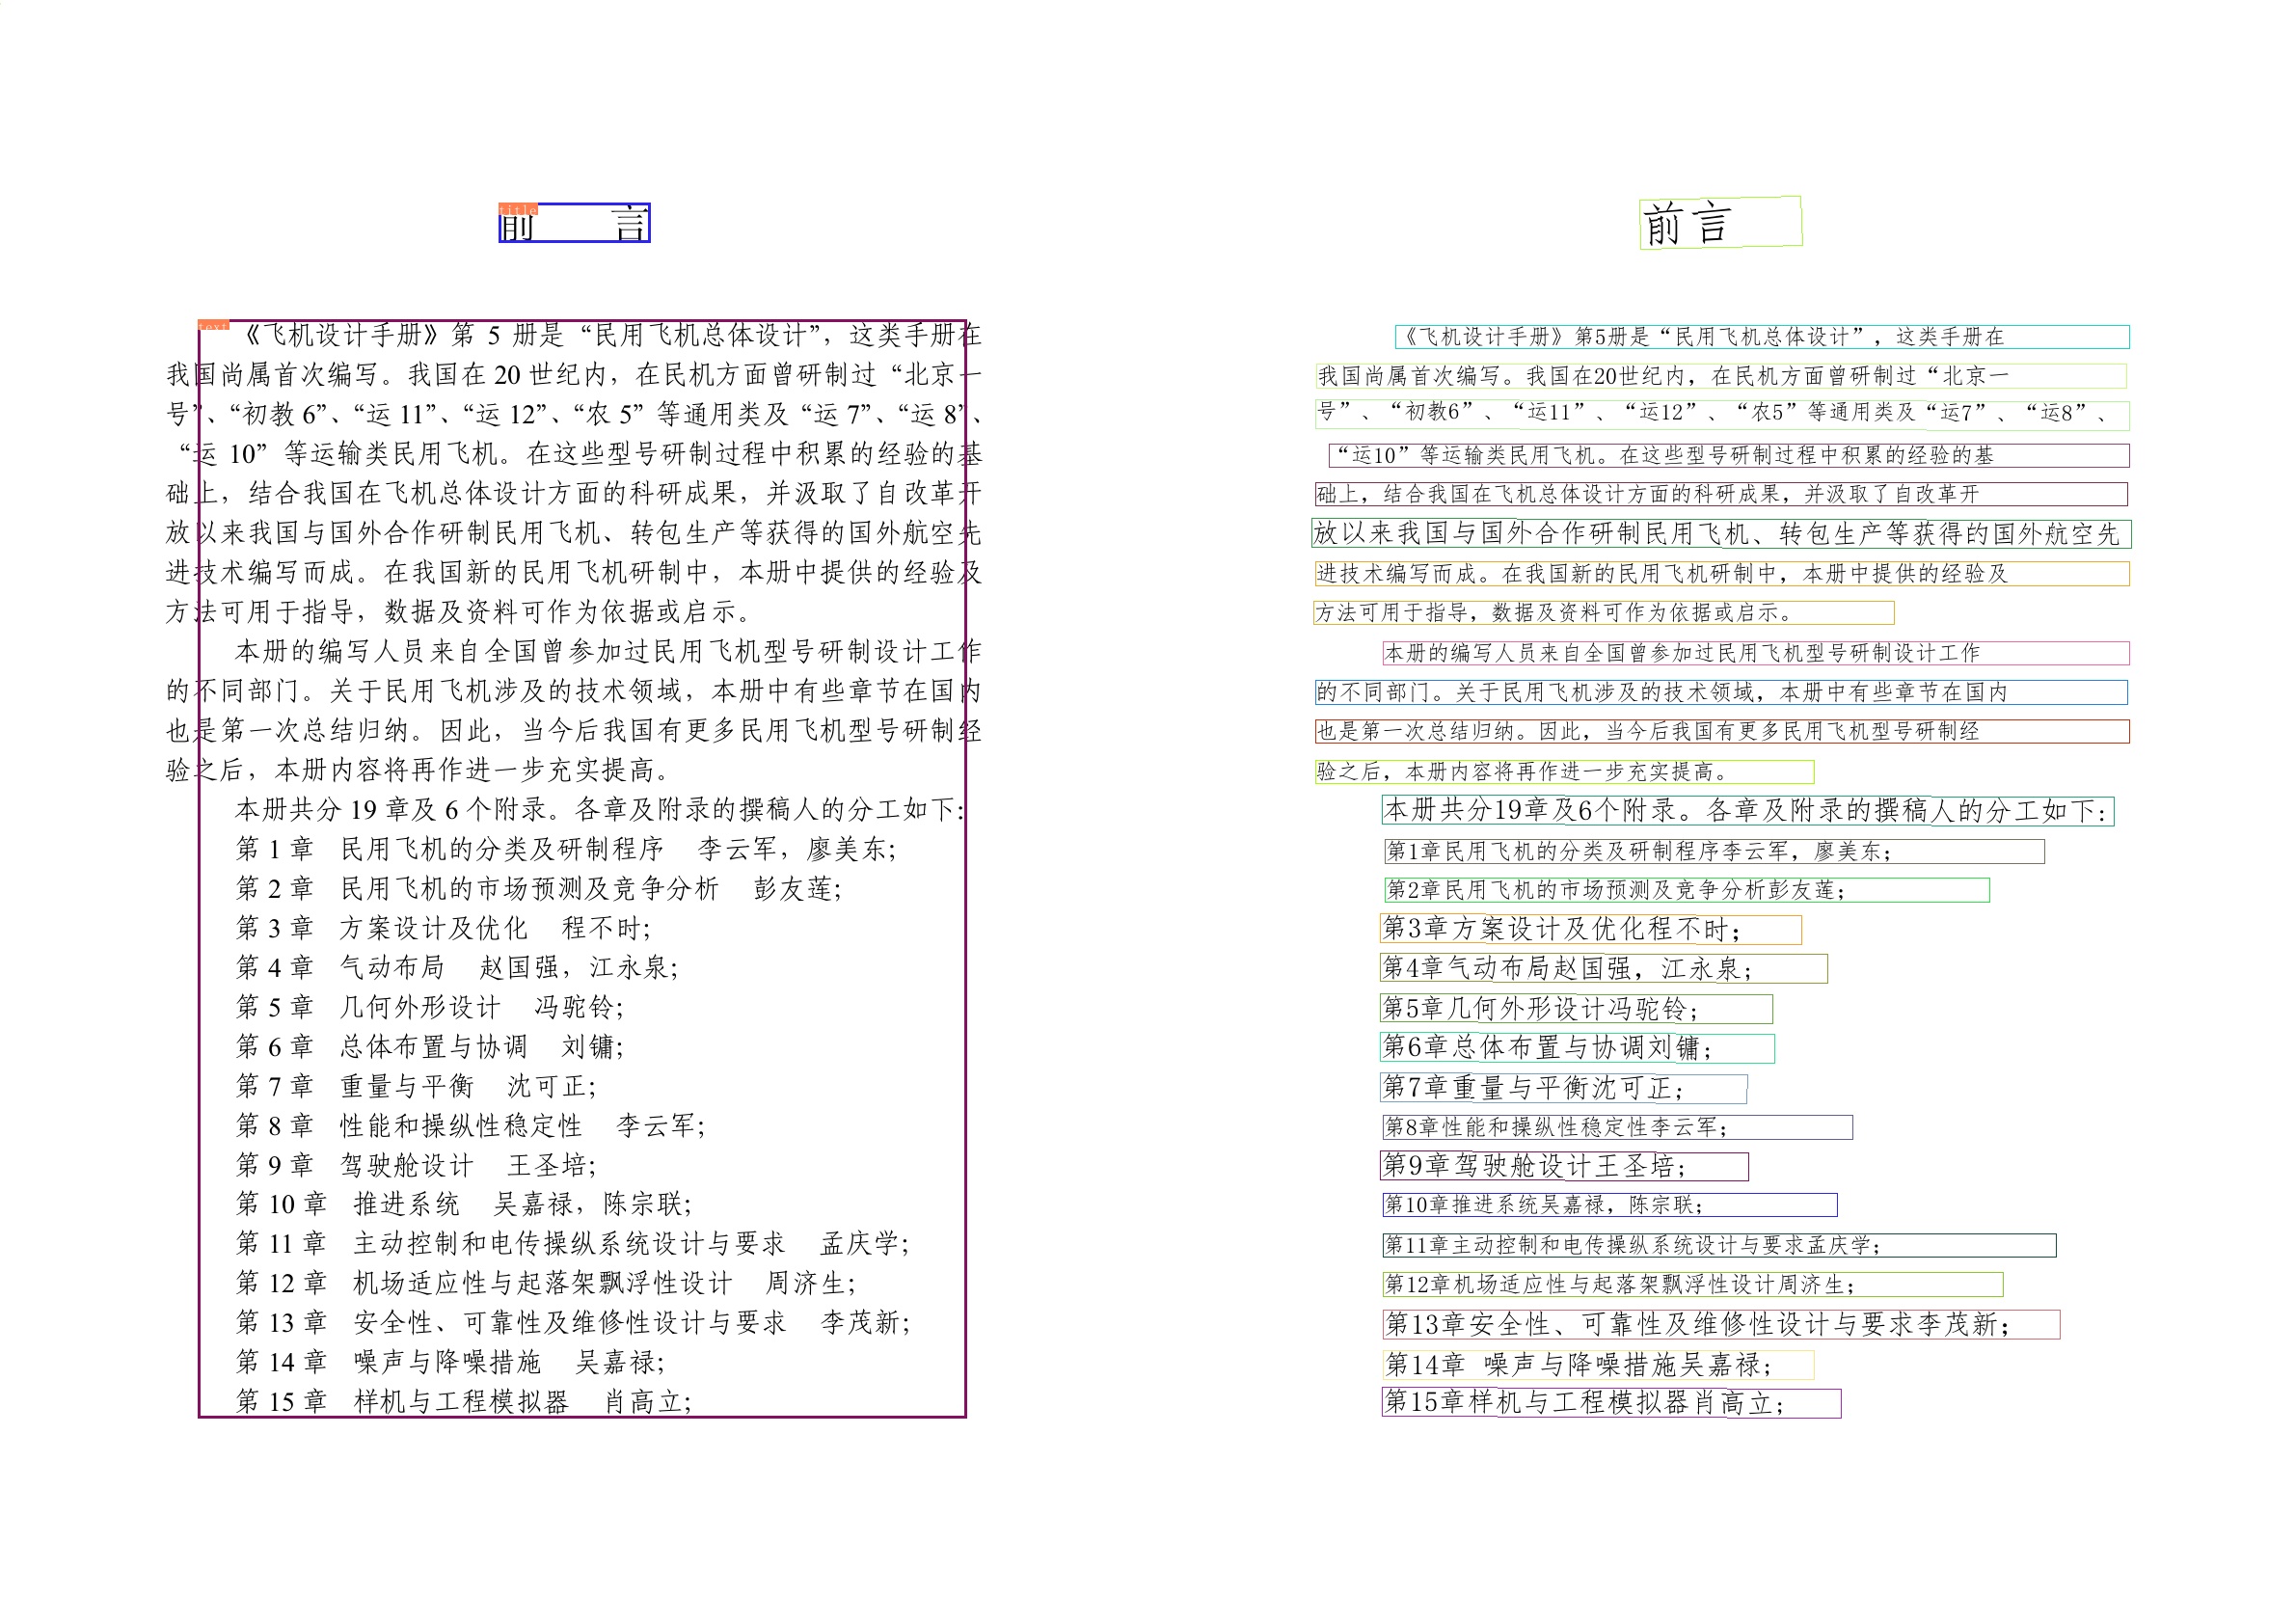 title
前 言
text
《飞机设计手册》第 5 册是“民用飞机总体设计”，这类手册在
我国尚属首次编写。我国在 20 世纪内，在民机方面曾研制过“北京一
号”、“初教 6”、“运 11”、“运 12”、“农 5”等通用类及“运 7”、“运 8”、
“运 10”等运输类民用飞机。在这些型号研制过程中积累的经验的基
础上，结合我国在飞机总体设计方面的科研成果，并汲取了自改革开
放以来我国与国外合作研制民用飞机、转包生产等获得的国外航空先
进技术编写而成。在我国新的民用飞机研制中，本册中提供的经验及
方法可用于指导，数据及资料可作为依据或启示。
本册的编写人员来自全国曾参加过民用飞机型号研制设计工作
的不同部门。关于民用飞机涉及的技术领域，本册中有些章节在国内
也是第一次总结归纳。因此，当今后我国有更多民用飞机型号研制经
验之后，本册内容将再作进一步充实提高。
本册共分 19 章及 6 个附录。各章及附录的撰稿人的分工如下：
第 1 章 民用飞机的分类及研制程序 李云军，廖美东；
第 2 章 民用飞机的市场预测及竞争分析 彭友莲；
第 3 章 方案设计及优化 程不时；
第 4 章 气动布局 赵国强，江永泉；
第 5 章 几何外形设计 冯驼铃；
第 6 章 总体布置与协调 刘镛；
第 7 章 重量与平衡 沈可正；
第 8 章 性能和操纵性稳定性 李云军；
第 9 章 驾驶舱设计 王圣培；
第 10 章 推进系统 吴嘉禄，陈宗联；
第 11 章 主动控制和电传操纵系统设计与要求 孟庆学；
第 12 章 机场适应性与起落架飘浮性设计 周济生；
第 13 章 安全性、可靠性及维修性设计与要求 李茂新；
第 14 章 噪声与降噪措施 吴嘉禄；
第 15 章 样机与工程模拟器 肖高立；
前言
《飞机设计手册》第5册是“民用飞机总体设计”，这类手册在
我国尚属首次编写。我国在20世纪内，在民机方面曾研制过“北京一
号”、“初教6”、“运11”、“运12”、“农5”等通用类及“运7”、“运8”、
“运10”等运输类民用飞机。在这些型号研制过程中积累的经验的基
础上，结合我国在飞机总体设计方面的科研成果，并汲取了自改革开
放以来我国与国外合作研制民用飞机、转包生产等获得的国外航空先
进技术编写而成。在我国新的民用飞机研制中，本册中提供的经验及
方法可用于指导，数据及资料可作为依据或启示。
本册的编写人员来自全国曾参加过民用飞机型号研制设计工作
的不同部门。关于民用飞机涉及的技术领域，本册中有些章节在国内
也是第一次总结归纳。因此，当今后我国有更多民用飞机型号研制经
验之后，本册内容将再作进一步充实提高。
本册共分19章及6个附录。各章及附录的撰稿人的分工如下：
第1章民用飞机的分类及研制程序李云军，廖美东；
第2章民用飞机的市场预测及竞争分析彭友莲；
第3章方案设计及优化程不时；
第4章气动布局赵国强，江永泉；
第5章几何外形设计冯驼铃；
第6章总体布置与协调刘镛；
第7章重量与平衡沈可正；
第8章性能和操纵性稳定性李云军；
第9章驾驶舱设计王圣培；
第10章推进系统吴嘉禄，陈宗联；
第11章主动控制和电传操纵系统设计与要求孟庆学；
第12章机场适应性与起落架飘浮性设计周济生；
第13章安全性、可靠性及维修性设计与要求李茂新；
第14章 噪声与降噪措施吴嘉禄；
第15章样机与工程模拟器肖高立；